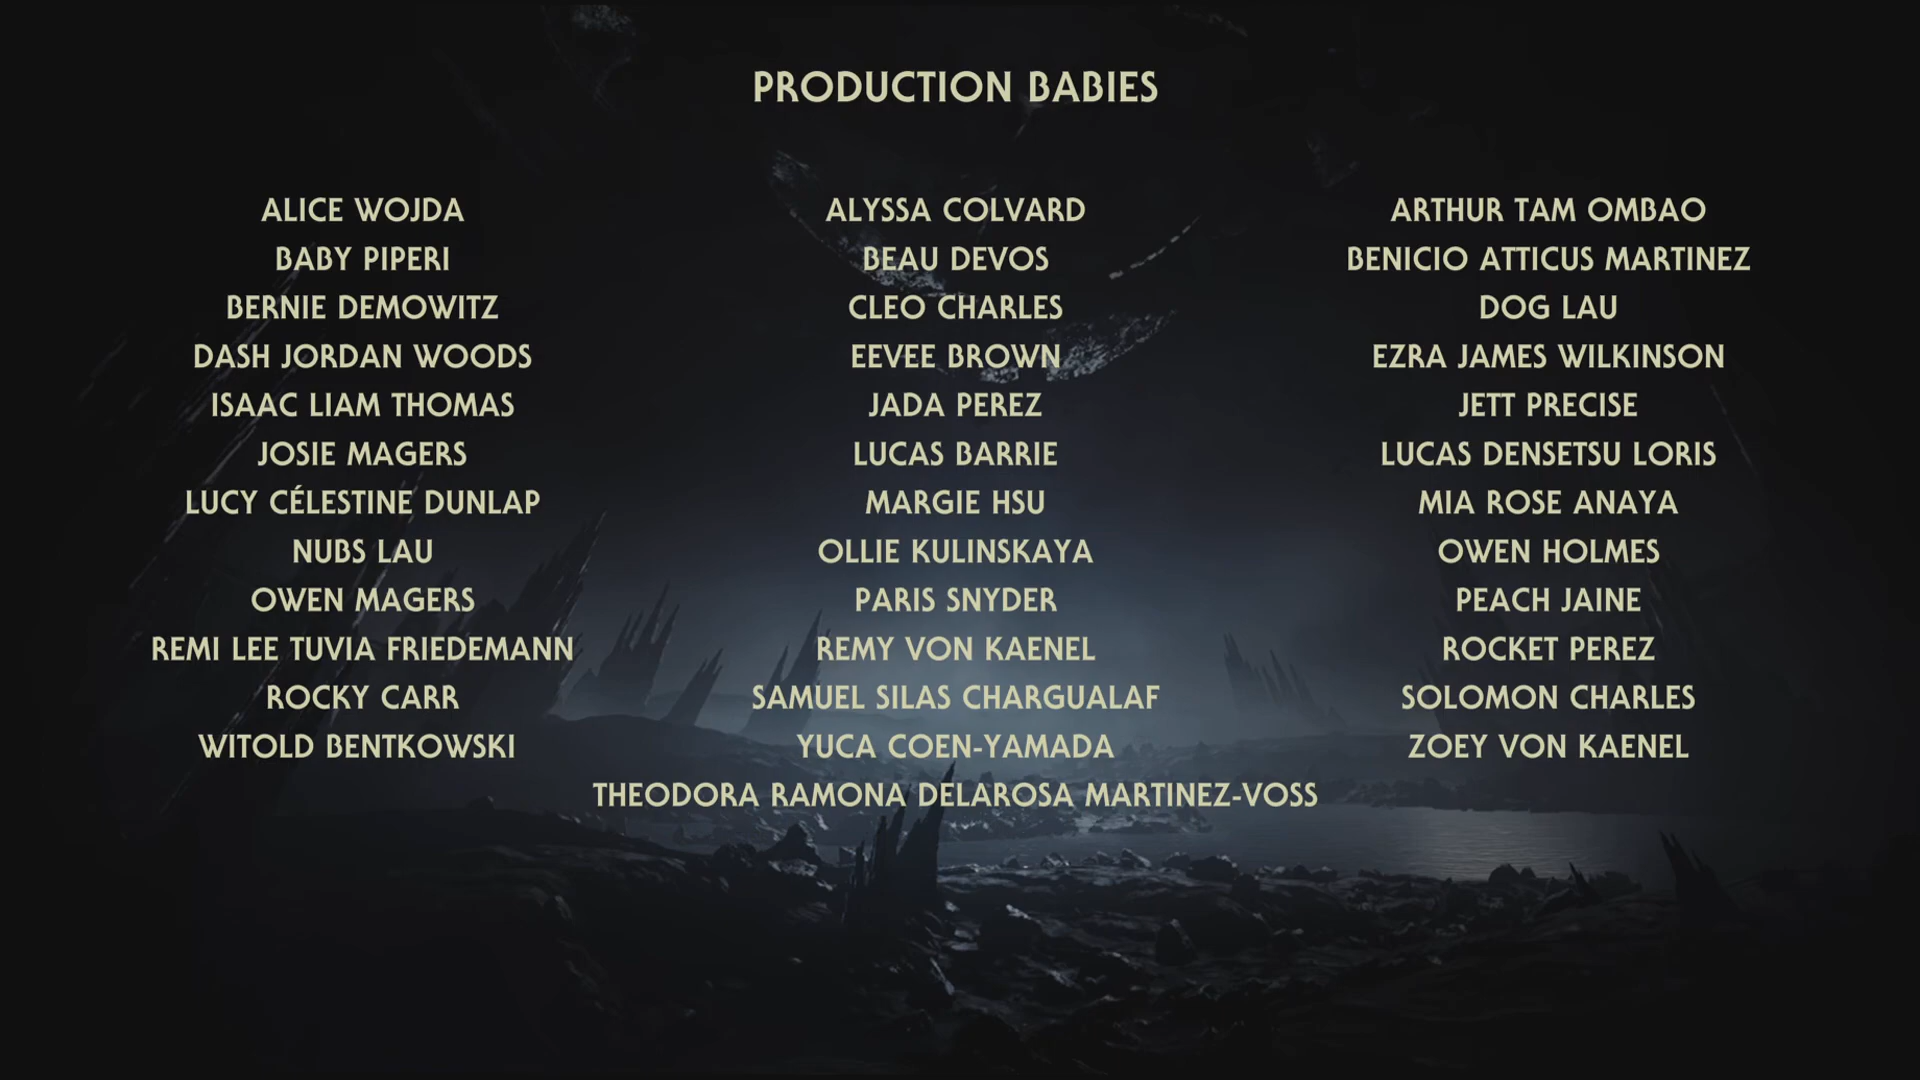 PRODUCTION BABIES
ALICE WOJDA ALYSSA COLVARD ARTHUR TAM OMBAO
BABY PIPERI BEAU DEVOS BENICIO ATTICUS MARTINEZ
BERNIE DEMOWITZ CLEO CHARLES DOG LAU
DASH JORDAN WOODS EEVEE BROWN EZRA JAMES WILKINSON
ISAAC LIAM THOMAS JADA PEREZ JETT PRECISE
JOSIE MAGERS LUCAS BARRIE LUCAS DENSETSU LORIS
LUCY CÉLESTINE DUNLAP MARGIE HSU MIA ROSE ANAYA
NUBS LAU OLLIE KULINSKAYA OWEN HOLMES
OWEN MAGERS PARIS SNYDER PEACH JAINE
REMI LEE TUVIA FRIEDEMANN REMY VON KAENEL ROCKET PEREZ
ROCKY CARR SAMUEL SILAS CHARGUALAF SOLOMON CHARLES
WITOLD BENTKOWSKI YUCA COEN-YAMADA ZOEY VON KAENEL
THEODORA RAMONA DELAROSA MARTINEZ-VOSS